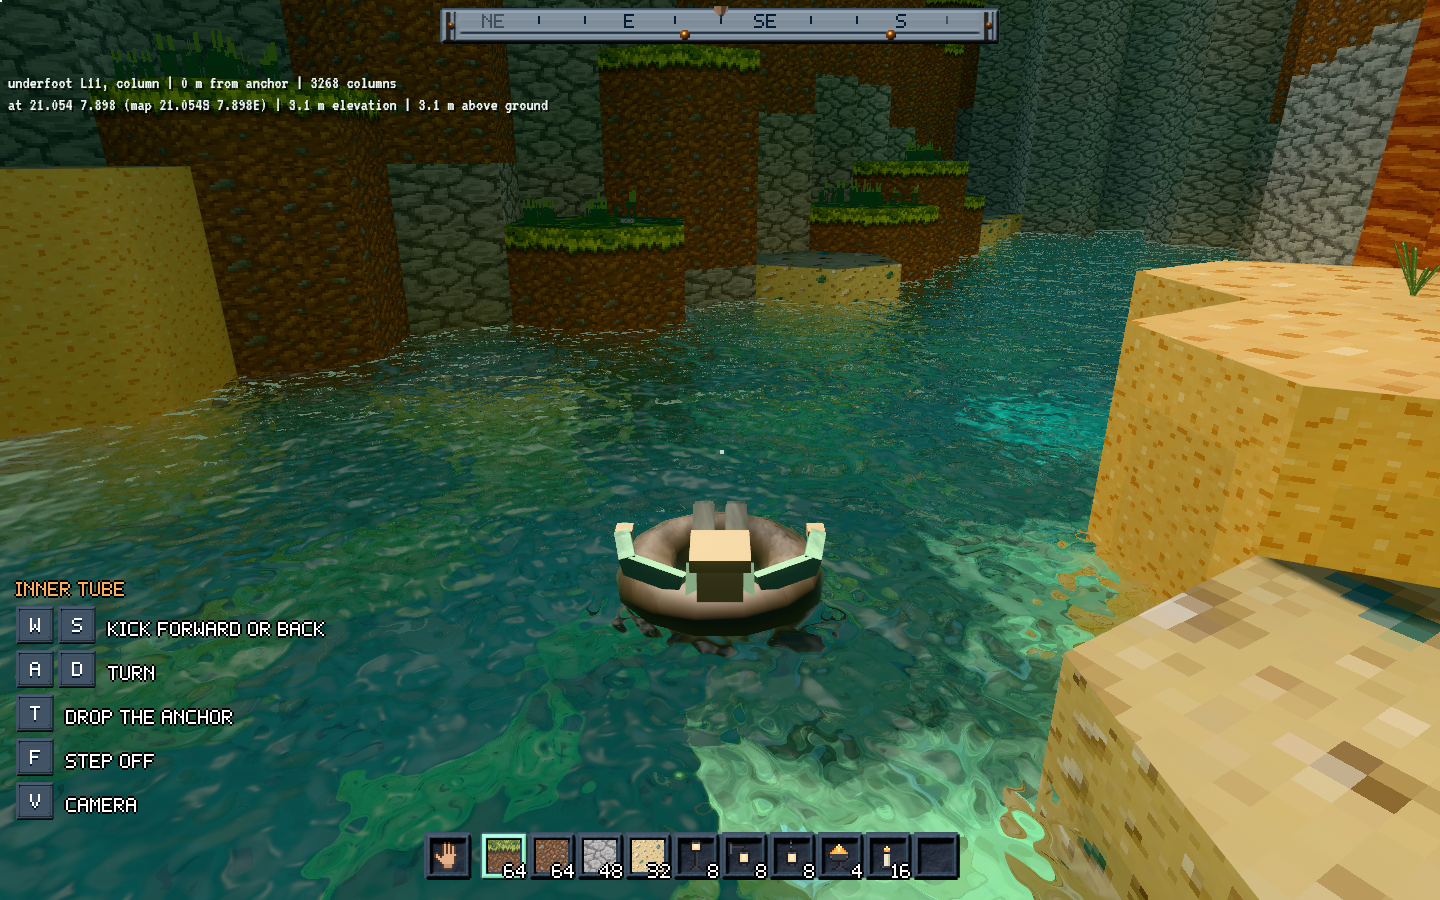 NE E SE S
underfoot L11, column | 0 m from anchor | 3268 columns
at 21.054 7.898 (map 21.054S 7.898E) | 3.1 m elevation | 3.1 m above ground
INNER TUBE
W S KICK FORWARD OR BACK
A D TURN
T DROP THE ANCHOR
F STEP OFF
V CAMERA
64 64 48 32 8 8 8 4 16